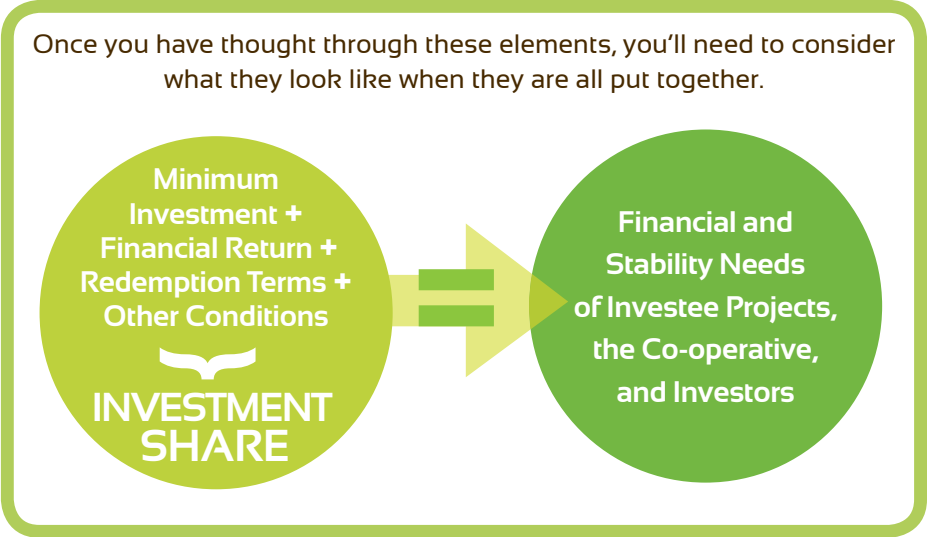 Once you have thought through these elements, you’ll need to consider
what they look like when they are all put together.
Minimum
Investment +
Financial Return +
Redemption Terms +
Other Conditions
INVESTMENT
SHARE
=
Financial and
Stability Needs
of Investee Projects,
the Co-operative,
and Investors